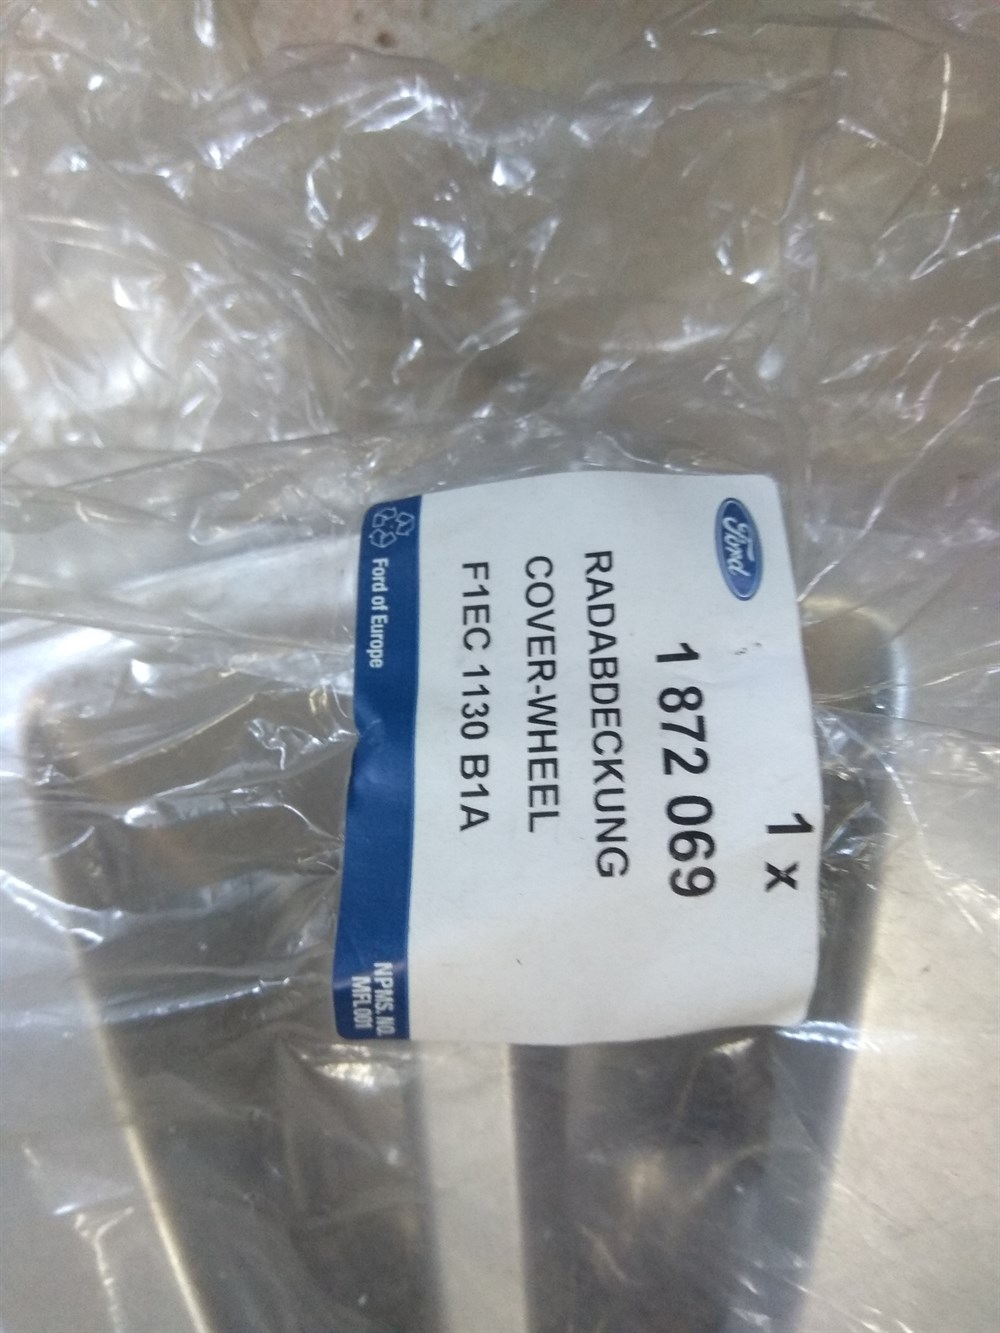 Ford
1 x
1 872 069
RADABDECKUNG
COVER-WHEEL
F1EC 1130 B1A
Ford of Europe
NPMS. NO.
MFL001